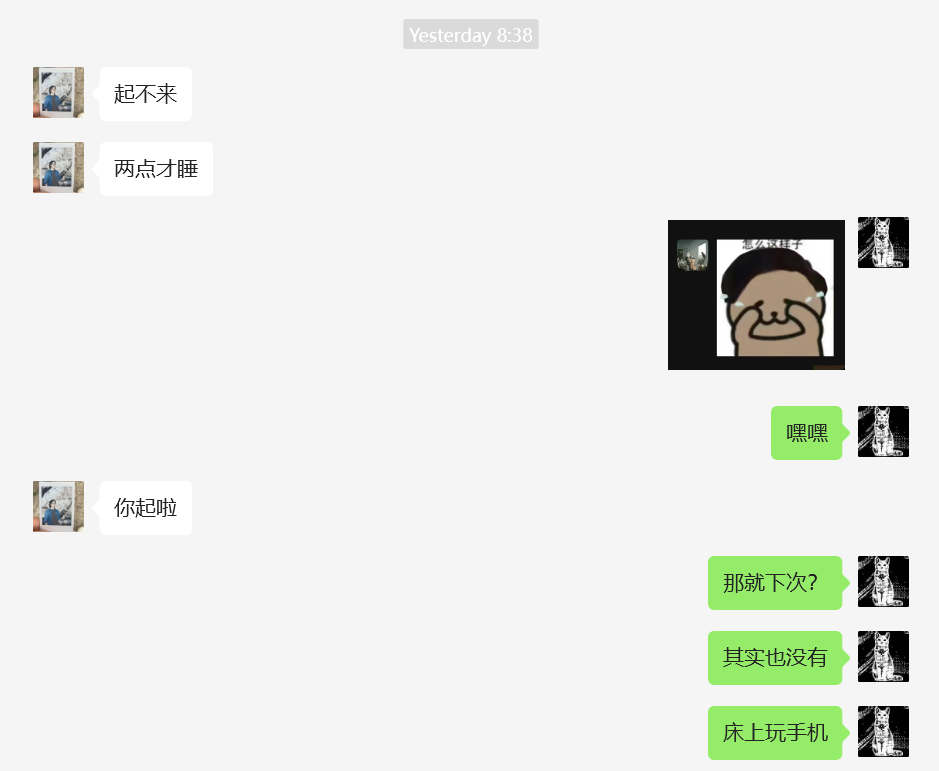 Yesterday 8:38
起不来
两点才睡
怎么这样子
嘿嘿
你起啦
那就下次?
其实也没有
床上玩手机